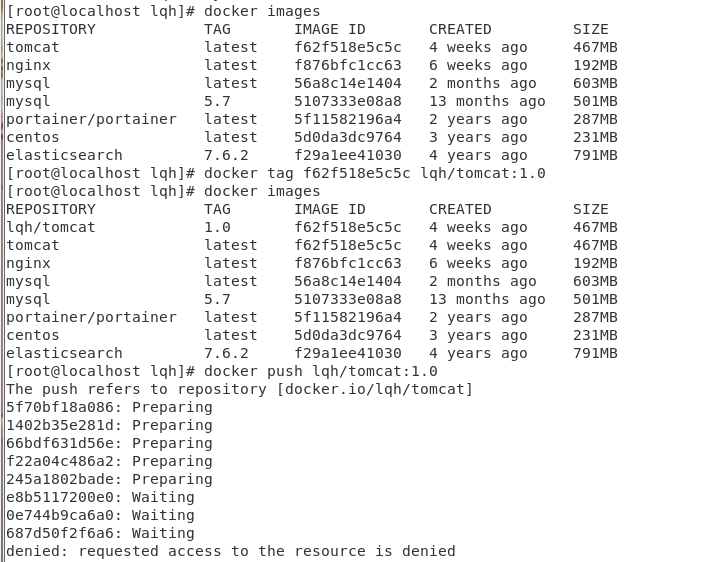 [root@localhost lqh]# docker images
REPOSITORY            TAG       IMAGE ID       CREATED         SIZE
tomcat                latest    f62f518e5c5c   4 weeks ago     467MB
nginx                 latest    f876bfc1cc63   6 weeks ago     192MB
mysql                 latest    56a8c14e1404   2 months ago    603MB
mysql                 5.7       5107333e08a8   13 months ago   501MB
portainer/portainer   latest    5f11582196a4   2 years ago     287MB
centos                latest    5d0da3dc9764   3 years ago     231MB
elasticsearch         7.6.2     f29a1ee41030   4 years ago     791MB
[root@localhost lqh]# docker tag f62f518e5c5c lqh/tomcat:1.0
[root@localhost lqh]# docker images
REPOSITORY            TAG       IMAGE ID       CREATED         SIZE
lqh/tomcat            1.0       f62f518e5c5c   4 weeks ago     467MB
tomcat                latest    f62f518e5c5c   4 weeks ago     467MB
nginx                 latest    f876bfc1cc63   6 weeks ago     192MB
mysql                 latest    56a8c14e1404   2 months ago    603MB
mysql                 5.7       5107333e08a8   13 months ago   501MB
portainer/portainer   latest    5f11582196a4   2 years ago     287MB
centos                latest    5d0da3dc9764   3 years ago     231MB
elasticsearch         7.6.2     f29a1ee41030   4 years ago     791MB
[root@localhost lqh]# docker push lqh/tomcat:1.0
The push refers to repository [docker.io/lqh/tomcat]
5f70bf18a086: Preparing
1402b35e281d: Preparing
66bdf631d56e: Preparing
f22a04c486a2: Preparing
245a1802bade: Preparing
e8b5117200e0: Waiting
0e744b9ca6a0: Waiting
687d50f2f6a6: Waiting
denied: requested access to the resource is denied